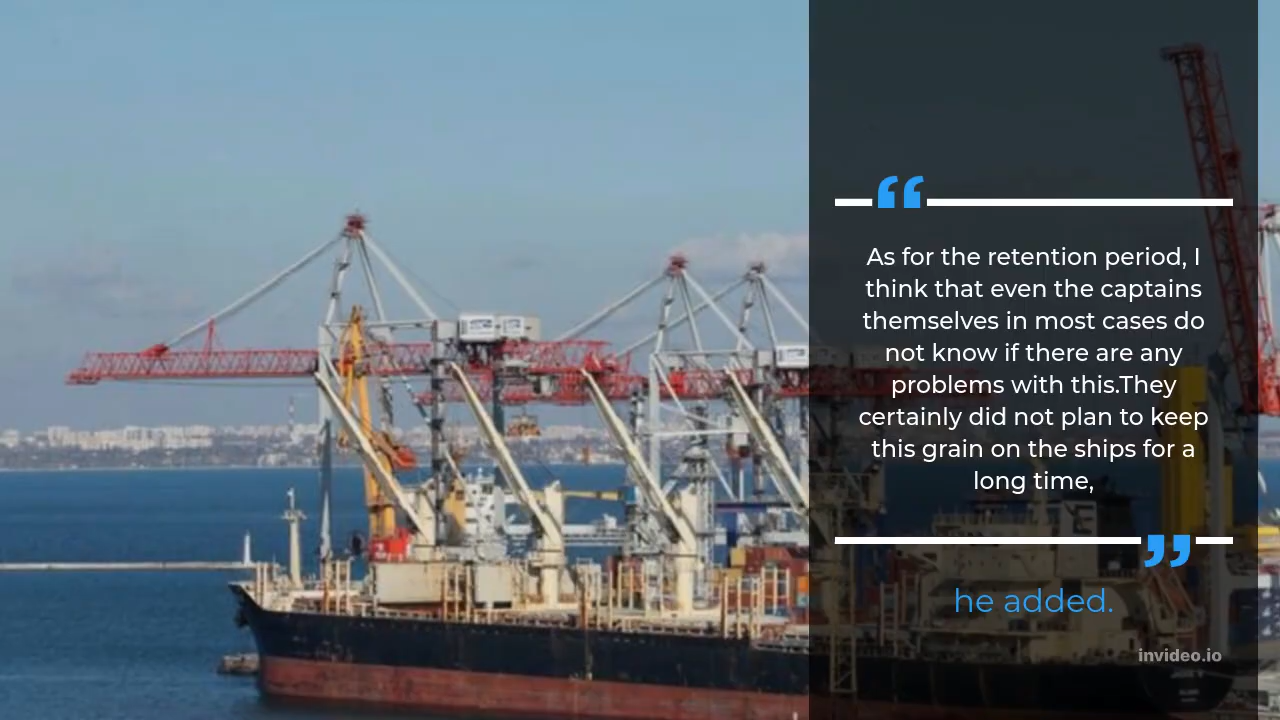 As for the retention period, I
think that even the captains
themselves in most cases do
not know if there are any
problems with this.They
certainly did not plan to keep
this grain on the ships for a
long time,
he added.
invideo.io